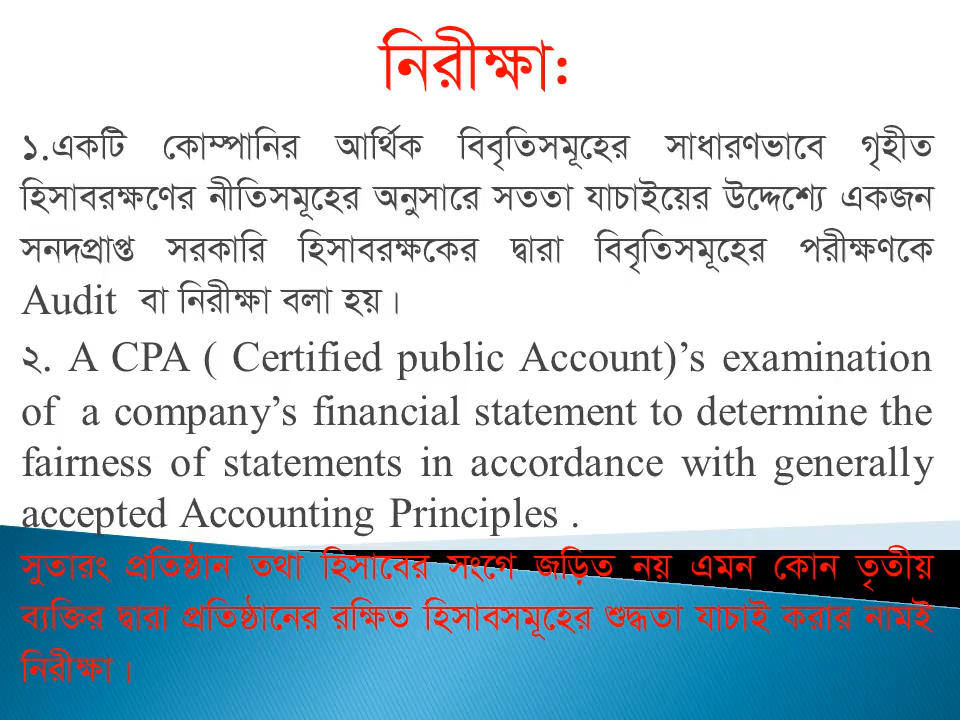 নিরীক্ষা:
১.একটি কোম্পানির আর্থিক বিবৃতিসমূহের সাধারণভাবে গৃহীত
হিসাবরক্ষণের নীতিসমূহের অনুসারে সততা যাচাইয়ের উদ্দেশ্যে একজন
সনদপ্রাপ্ত সরকারি হিসাবরক্ষকের দ্বারা বিবৃতিসমূহের পরীক্ষণকে
Audit বা নিরীক্ষা বলা হয়।
২. A CPA ( Certified public Account)’s examination
of a company’s financial statement to determine the
fairness of statements in accordance with generally
accepted Accounting Principles .
সুতারং প্রতিষ্ঠান তথা হিসাবের সংগে জড়িত নয় এমন কোন তৃতীয়
ব্যক্তির দ্বারা প্রতিষ্ঠানের রক্ষিত হিসাবসমূহের শুদ্ধতা যাচাই করার নামই
নিরীক্ষা।